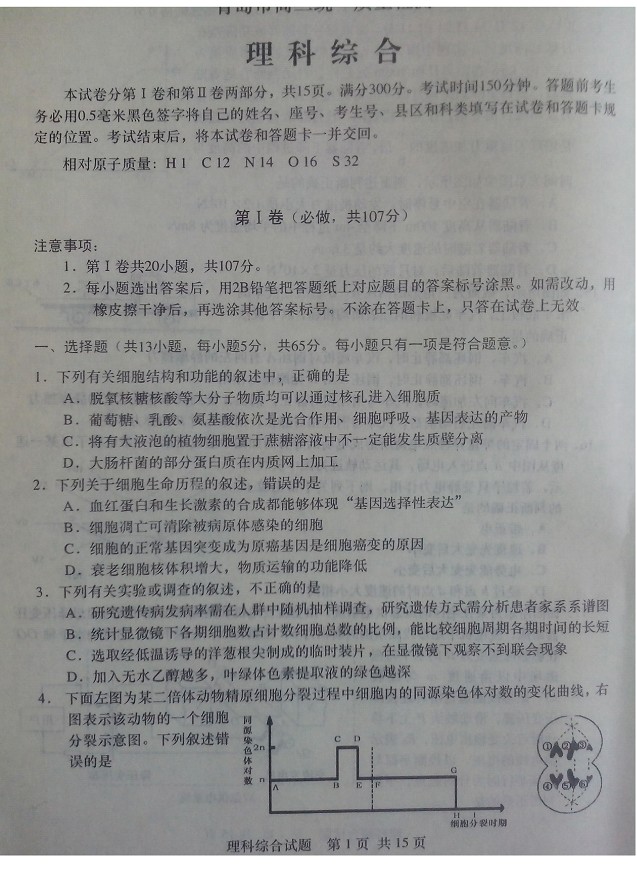 理科综合
本试卷分第Ⅰ卷和第Ⅱ卷两部分，共15页。满分300分。考试时间150分钟。答题前考生
务必用0.5毫米黑色签字将自己的姓名、座号、考生号、县区和科类填写在试卷和答题卡规
定的位置。考试结束后，将本试卷和答题卡一并交回。
相对原子质量：H 1 C 12 N 14 O 16 S 32
第Ⅰ卷（必做，共107分）
注意事项：
1．第Ⅰ卷共20小题，共107分。
2．每小题选出答案后，用2B铅笔把答题纸上对应题目的答案标号涂黑。如需改动，用
橡皮擦干净后，再选涂其他答案标号。不涂在答题卡上，只答在试卷上无效
一、选择题（共13小题，每小题5分，共65分。每小题只有一项是符合题意。）
1．下列有关细胞结构和功能的叙述中，正确的是
A．脱氧核糖核酸等大分子物质均可以通过核孔进入细胞质
B．葡萄糖、乳酸、氨基酸依次是光合作用、细胞呼吸、基因表达的产物
C．将有大液泡的植物细胞置于蔗糖溶液中不一定能发生质壁分离
D．大肠杆菌的部分蛋白质在内质网上加工
2．下列关于细胞生命历程的叙述，错误的是
A．血红蛋白和生长激素的合成都能够体现“基因选择性表达”
B．细胞凋亡可清除被病原体感染的细胞
C．细胞的正常基因突变成为原癌基因是细胞癌变的原因
D．衰老细胞核体积增大，物质运输的功能降低
3．下列有关实验或调查的叙述，不正确的是
A．研究遗传病发病率需在人群中随机抽样调查，研究遗传方式需分析患者家系系谱图
B．统计显微镜下各期细胞数占计数细胞总数的比例，能比较细胞周期各期时间的长短
C．选取经低温诱导的洋葱根尖制成的临时装片，在显微镜下观察不到联会现象
D．加入无水乙醇越多，叶绿体色素提取液的绿色越深
4．下面左图为某二倍体动物精原细胞分裂过程中细胞内的同源染色体对数的变化曲线，右
图表示该动物的一个细胞
分裂示意图。下列叙述错
误的是
同源染色体对数
2n
n
A B C D E F G H I
细胞分裂时期
① ② ③
④ ⑤ ⑥
理科综合试题 第1页 共15页